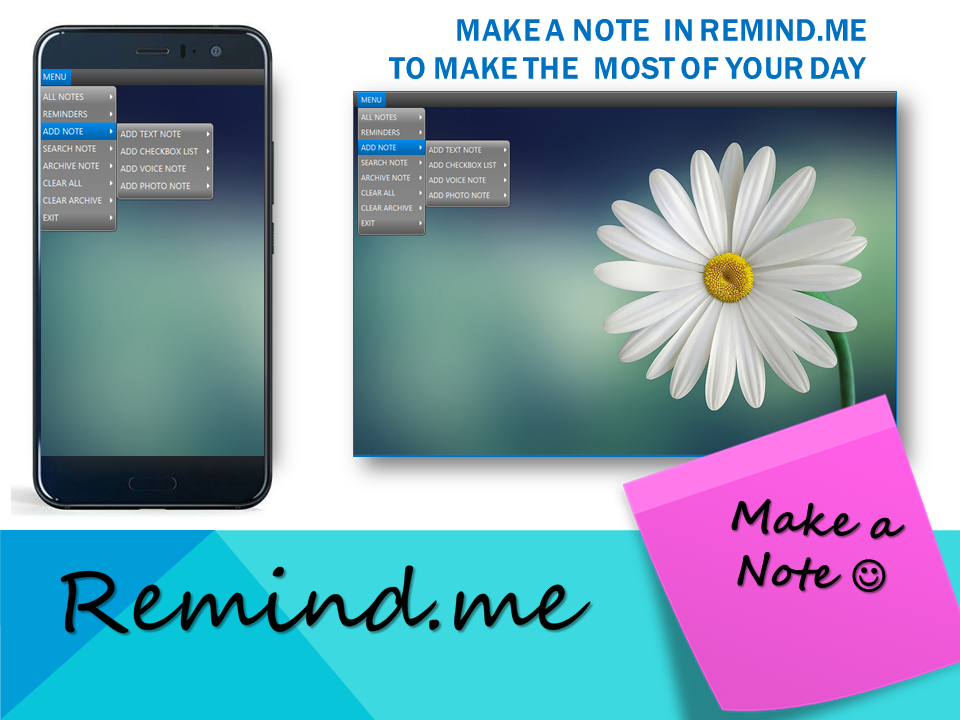 MAKE A NOTE IN REMIND.ME
TO MAKE THE MOST OF YOUR DAY
MENU
ALL NOTES
REMINDERS
ADD NOTE
SEARCH NOTE
ARCHIVE NOTE
CLEAR ALL
CLEAR ARCHIVE
EXIT
ADD TEXT NOTE
ADD CHECKBOX LIST
ADD VOICE NOTE
ADD PHOTO NOTE
MENU
ALL NOTES
REMINDERS
ADD NOTE
SEARCH NOTE
ARCHIVE NOTE
CLEAR ALL
CLEAR ARCHIVE
EXIT
ADD TEXT NOTE
ADD CHECKBOX LIST
ADD VOICE NOTE
ADD PHOTO NOTE
Make a
Note ☺
Remind.me